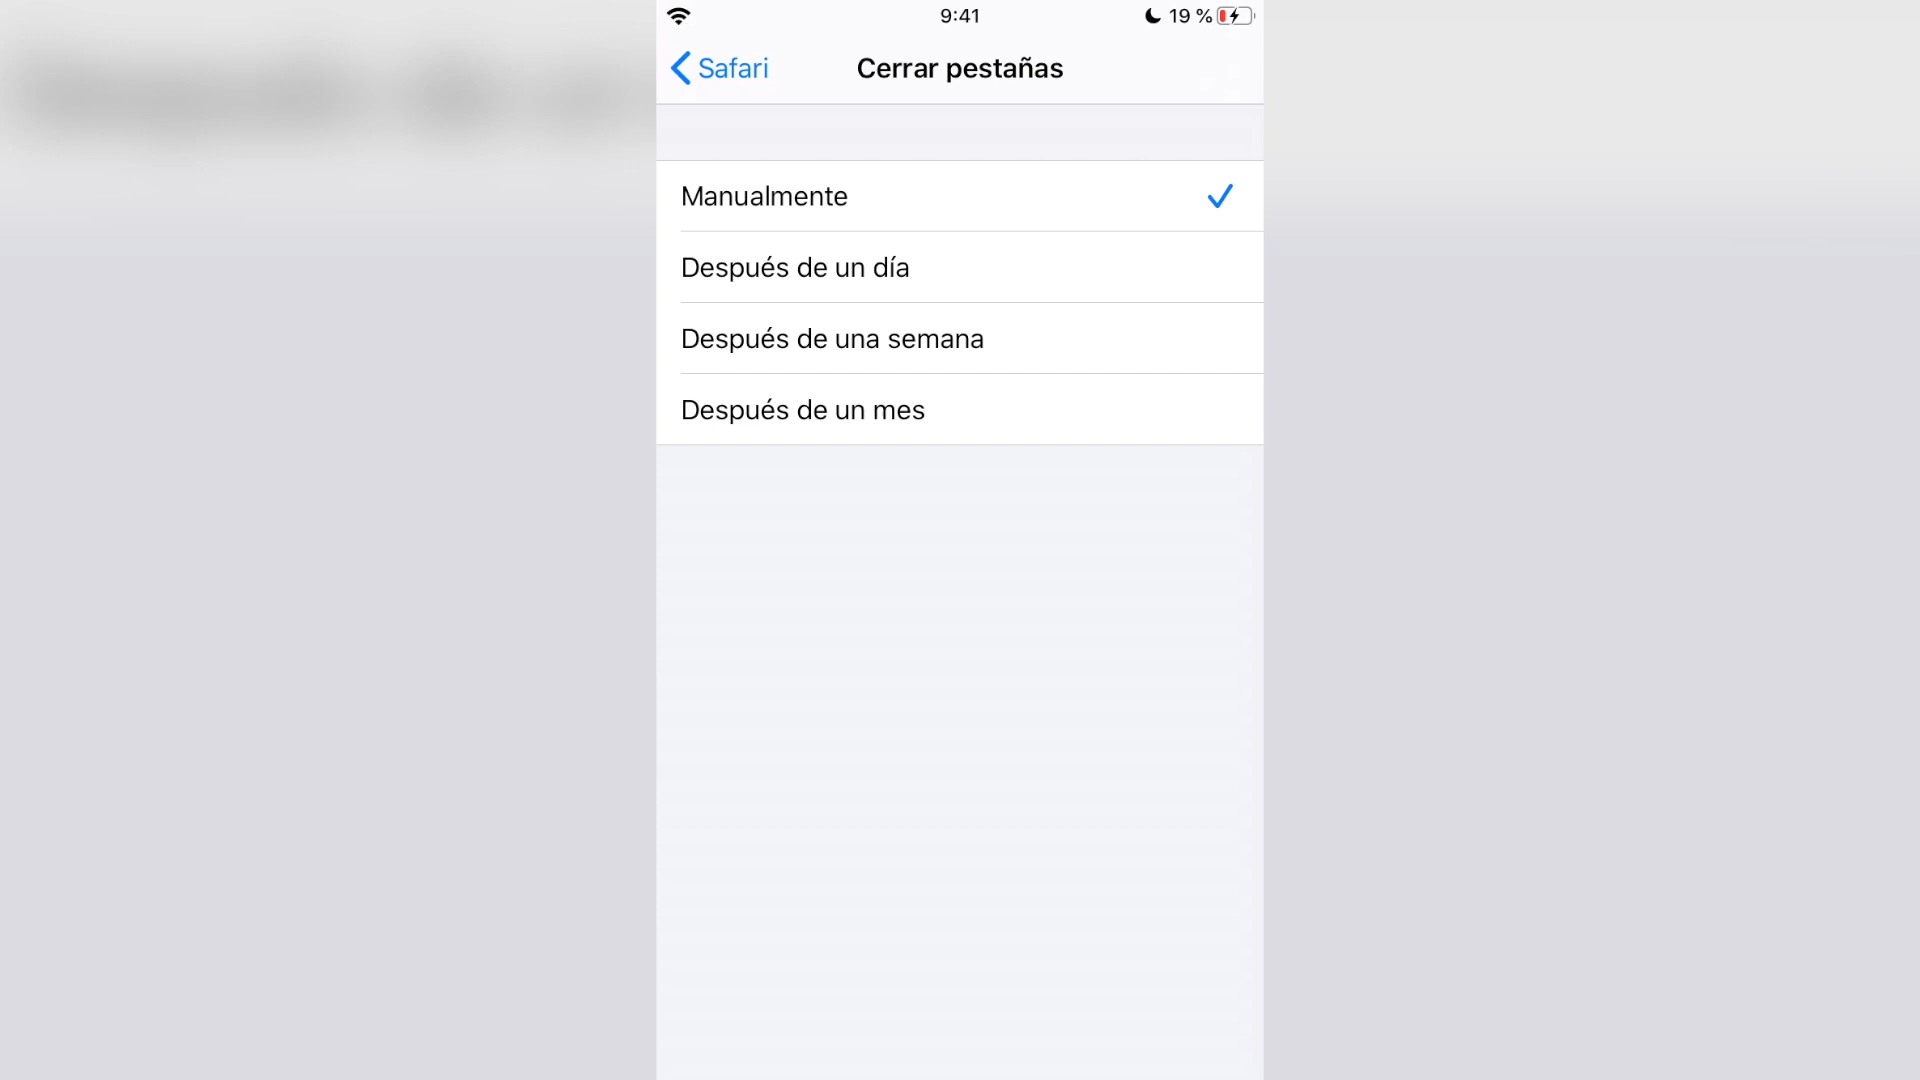 9:41
19 %
Safari
Cerrar pestañas
Manualmente
Después de un día
Después de una semana
Después de un mes